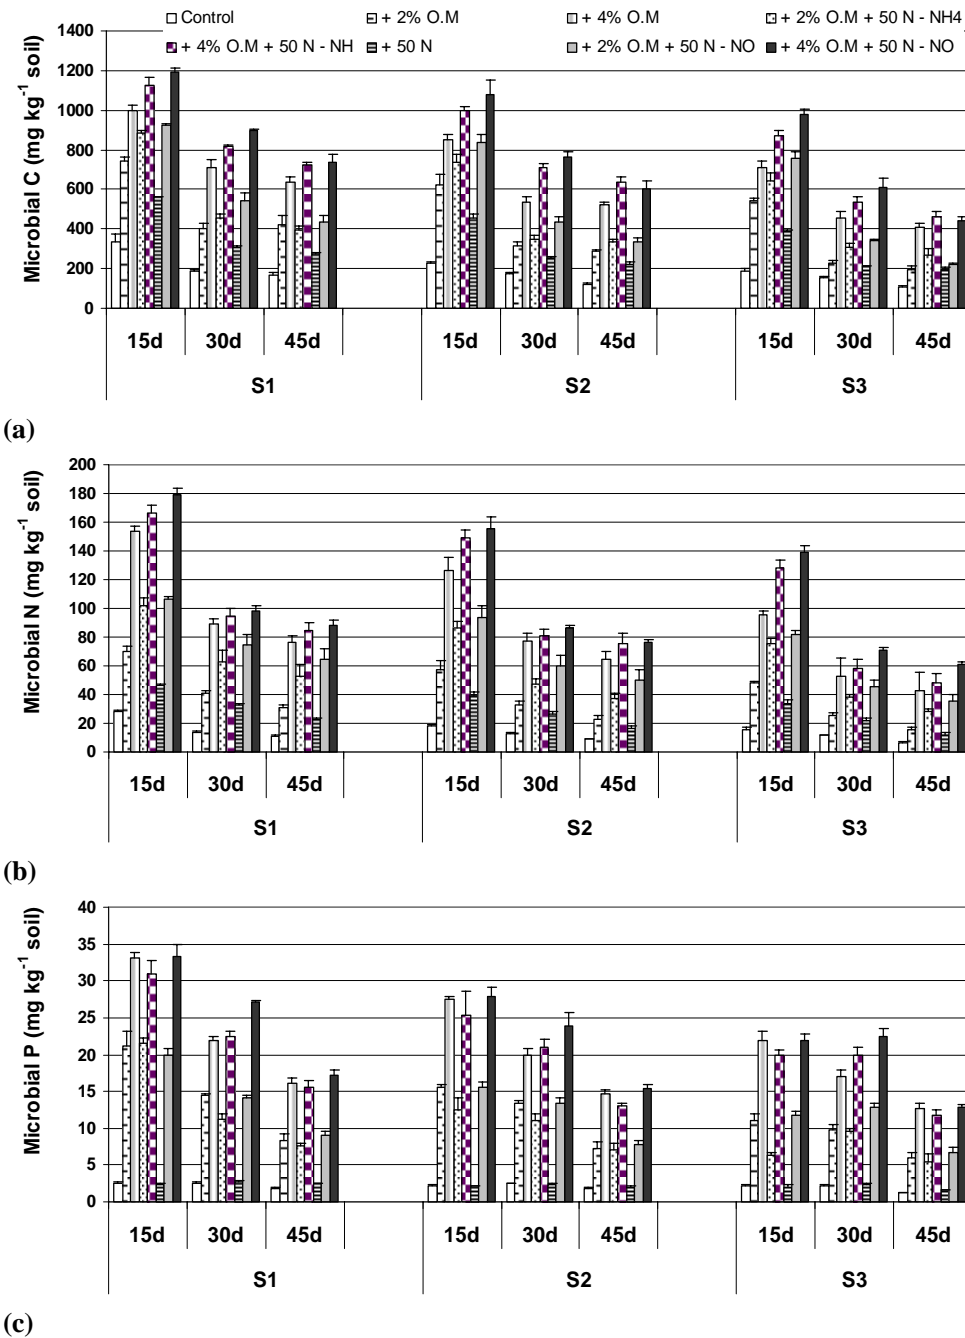 Control + 2% O.M + 4% O.M + 2% O.M + 50 N - NH4
+ 4% O.M + 50 N - NH + 50 N + 2% O.M + 50 N - NO + 4% O.M + 50 N - NO
Microbial C (mg kg⁻¹ soil)
1400
1200
1000
800
600
400
200
0
15d 30d 45d 15d 30d 45d 15d 30d 45d
S1 S2 S3
(a)
Microbial N (mg kg⁻¹ soil)
200
180
160
140
120
100
80
60
40
20
0
15d 30d 45d 15d 30d 45d 15d 30d 45d
S1 S2 S3
(b)
Microbial P (mg kg⁻¹ soil)
40
35
30
25
20
15
10
5
0
15d 30d 45d 15d 30d 45d 15d 30d 45d
S1 S2 S3
(c)